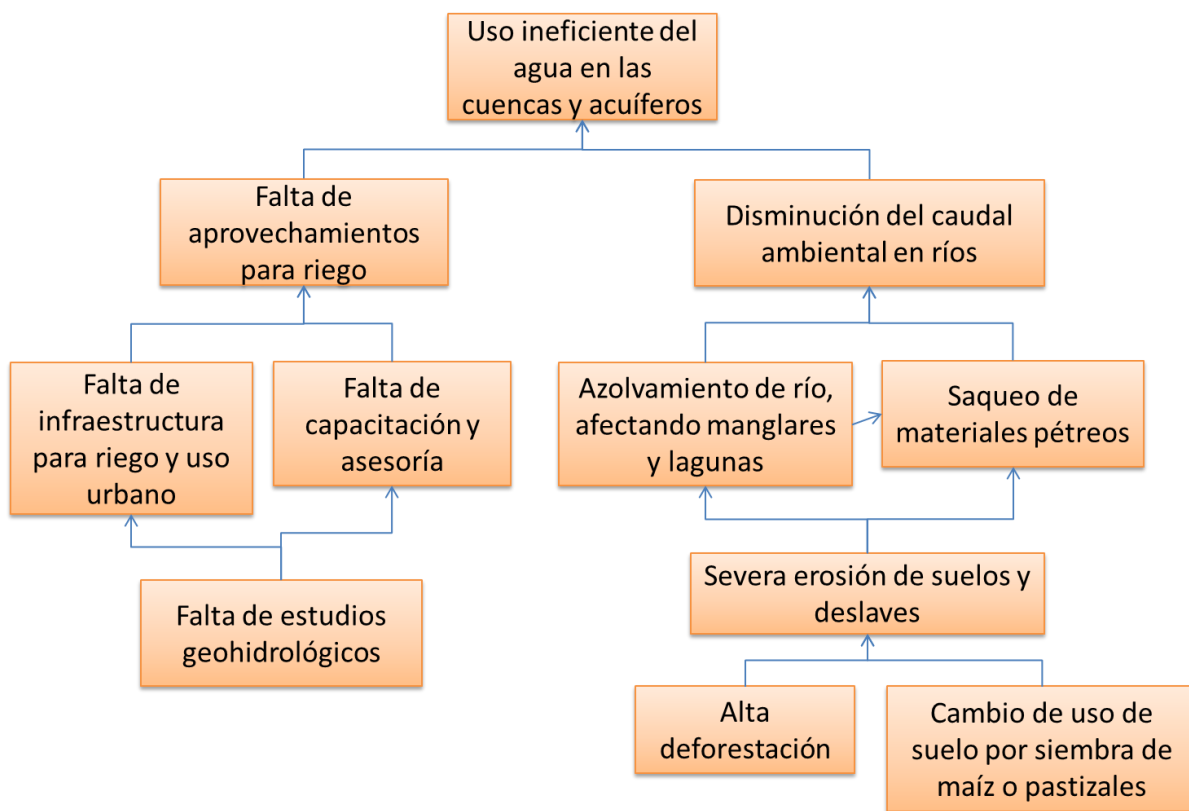 Uso ineficiente del
agua en las
cuencas y acuíferos
Falta de
aprovechamientos
para riego
Disminución del caudal
ambiental en ríos
Falta de
infraestructura
para riego y uso
urbano
Falta de
capacitación y
asesoría
Azolvamiento de río,
afectando manglares
y lagunas
Saqueo de
materiales pétreos
Falta de estudios
geohidrológicos
Severa erosión de suelos y
deslaves
Alta
deforestación
Cambio de uso de
suelo por siembra de
maíz o pastizales